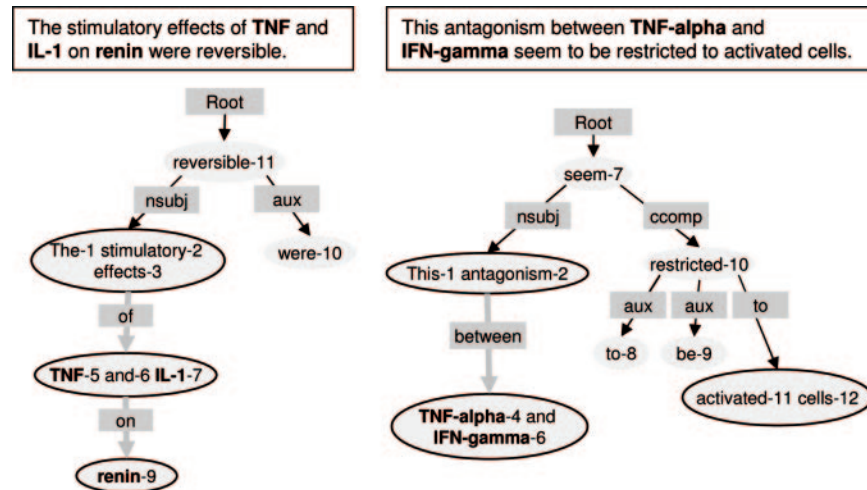 The stimulatory effects of TNF and
IL-1 on renin were reversible.
Root
reversible-11
nsubj
aux
The-1 stimulatory-2
effects-3
were-10
of
TNF-5 and-6 IL-1-7
on
renin-9
This antagonism between TNF-alpha and
IFN-gamma seem to be restricted to activated cells.
Root
seem-7
nsubj
ccomp
This-1 antagonism-2
restricted-10
between
aux
aux
to
to-8
be-9
TNF-alpha-4 and
IFN-gamma-6
activated-11 cells-12